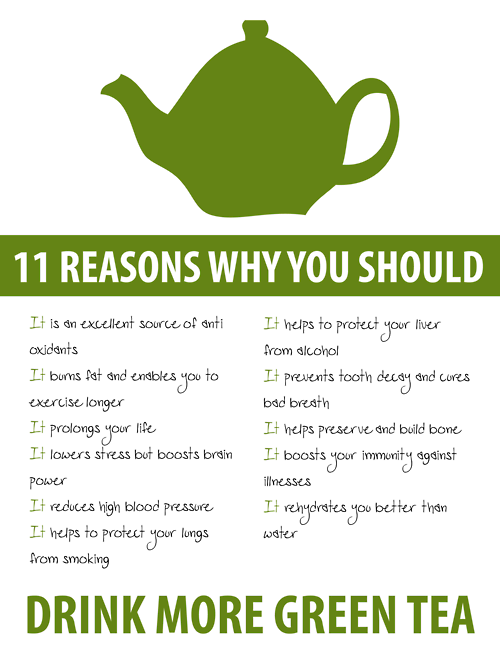 11 REASONS WHY YOU SHOULD
It is an excellent source of anti
oxidants
It burns fat and enables you to
exercise longer
It prolongs your life
It lowers stress but boosts brain
power
It reduces high blood pressure
It helps to protect your lungs
from smoking
It helps to protect your liver
from alcohol
It prevents tooth decay and cures
bad breath
It helps preserve and build bone
It boosts your immunity against
illnesses
It rehydrates you better than
water
DRINK MORE GREEN TEA